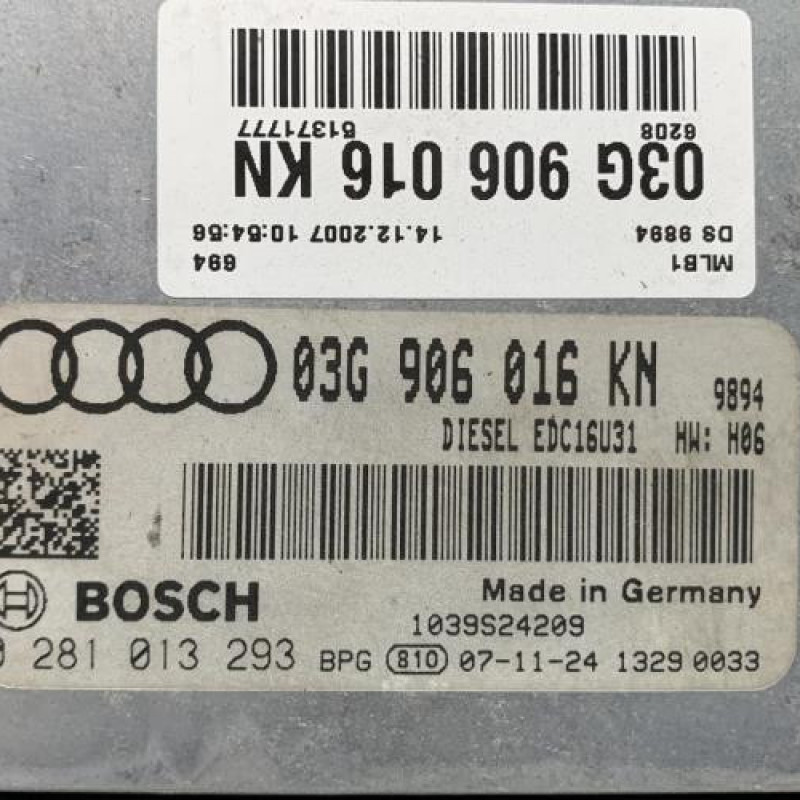 MLB1 694
DS 9894 14.12.2007 10:54:56
03G 906 016 KN
6208 51371777
03G 906 016 KN 9894
DIESEL EDC16U31 HW: H06
BOSCH Made in Germany
1039S24209
0 281 013 293 BPG 810 07-11-24 1329 0033